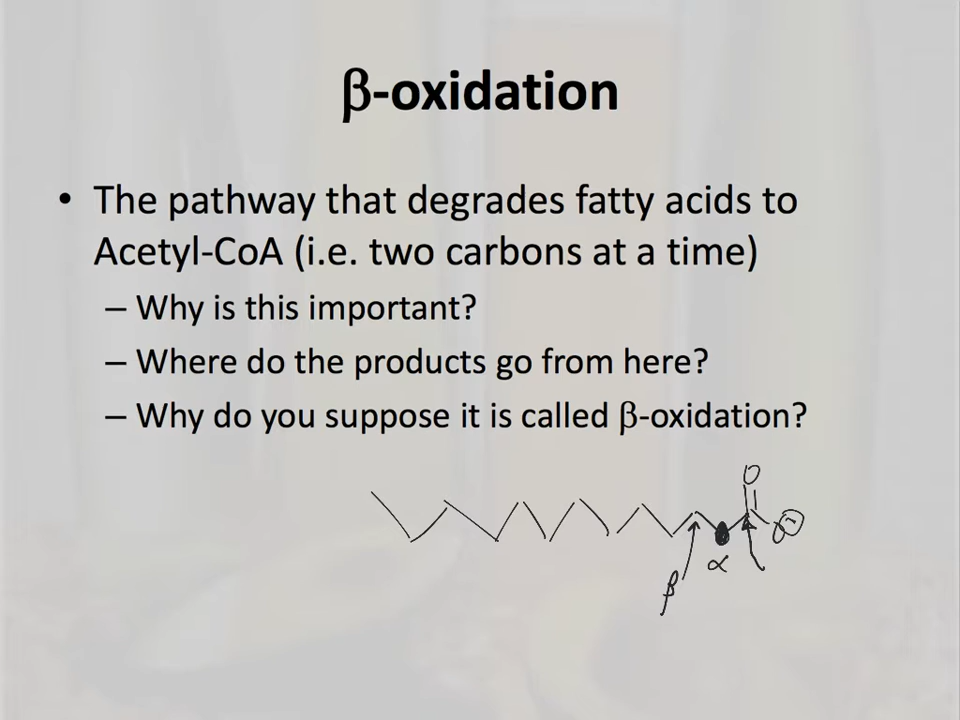 β-oxidation
• The pathway that degrades fatty acids to
Acetyl-CoA (i.e. two carbons at a time)
– Why is this important?
– Where do the products go from here?
– Why do you suppose it is called β-oxidation?
O
O⁻
α
β